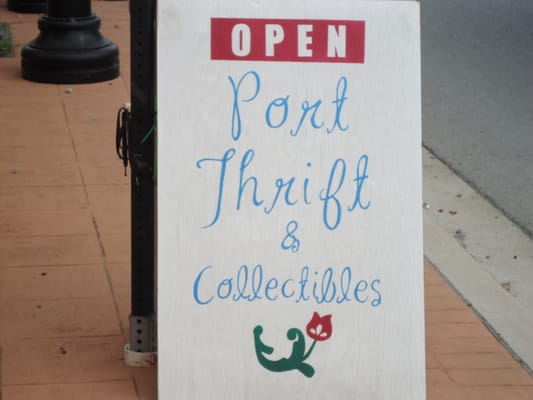 OPEN
Port
Thrift
&
Collectibles